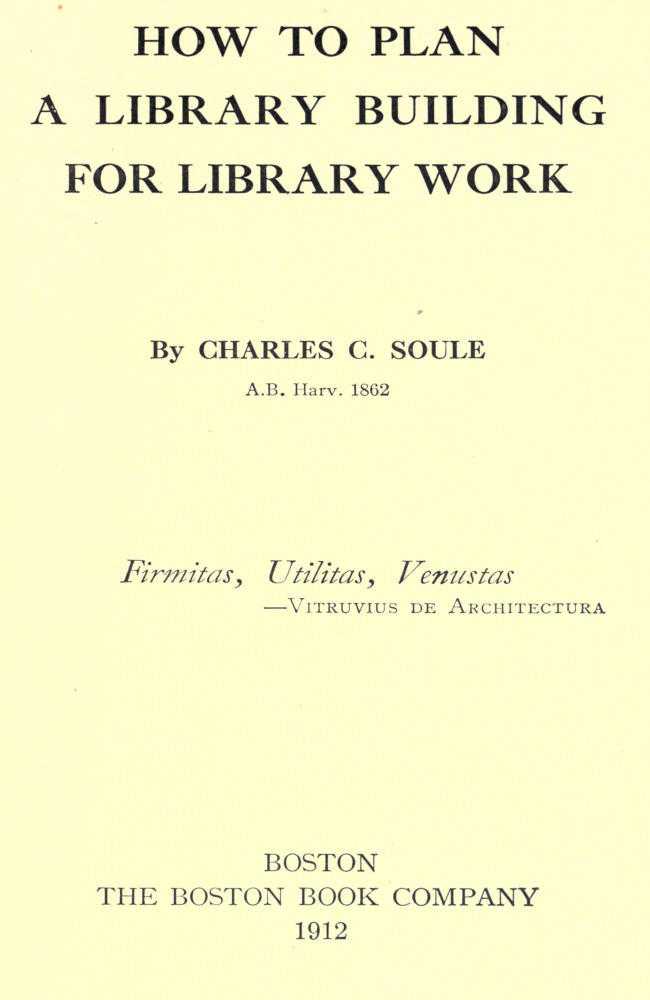 HOW TO PLAN
A LIBRARY BUILDING
FOR LIBRARY WORK
By CHARLES C. SOULE
A.B. Harv. 1862
Firmitas, Utilitas, Venustas
—VITRUVIUS DE ARCHITECTURA
BOSTON
THE BOSTON BOOK COMPANY
1912